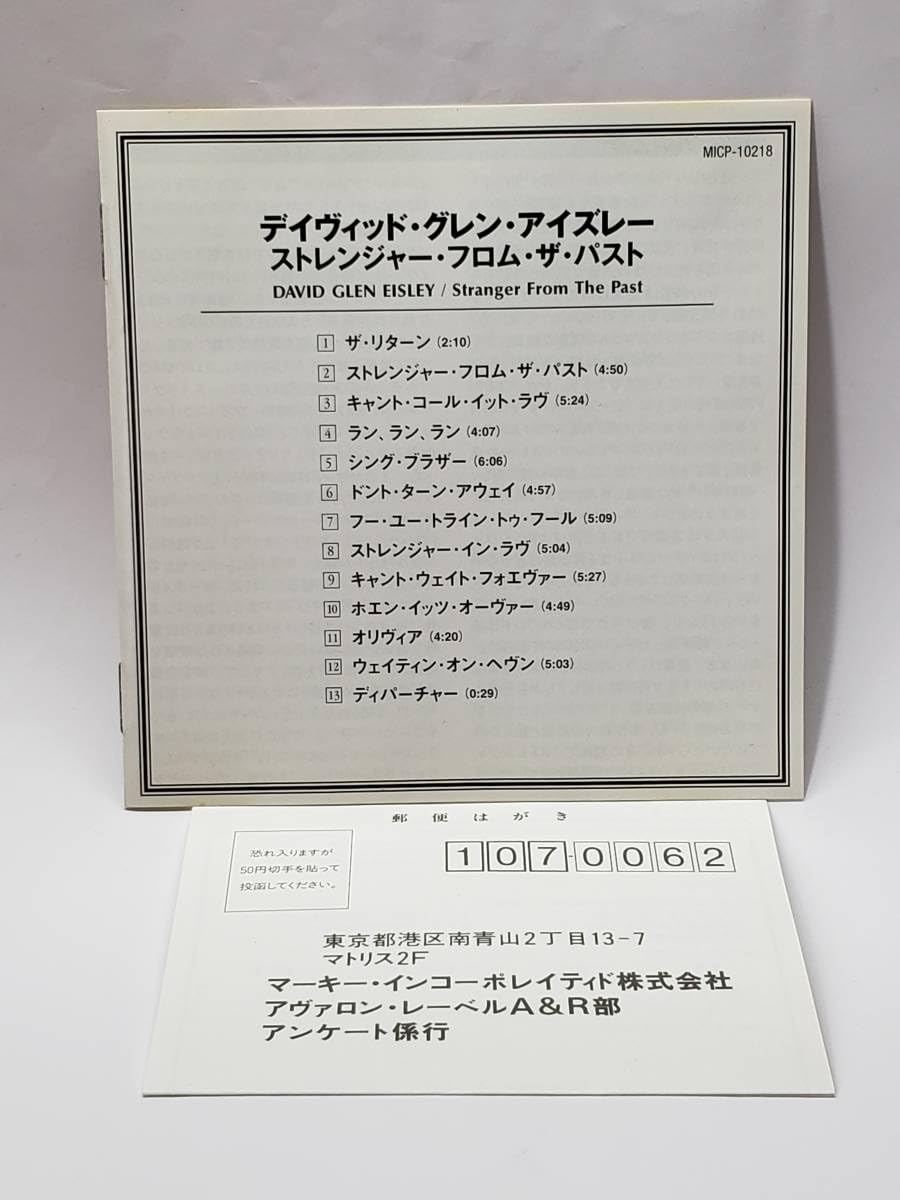 MICP-10218
デイヴィッド・グレン・アイズレー
ストレンジャー・フロム・ザ・パスト
DAVID GLEN EISLEY / Stranger From The Past
1 ザ・リターン (2:10)
2 ストレンジャー・フロム・ザ・パスト (4:50)
3 キャント・コール・イット・ラヴ (5:24)
4 ラン、ラン、ラン (4:07)
5 シング・ブラザー (6:06)
6 ドント・ターン・アウェイ (4:57)
7 フー・ユー・トライン・トゥ・フール (5:09)
8 ストレンジャー・イン・ラヴ (5:04)
9 キャント・ウェイト・フォエヴァー (5:27)
10 ホエン・イッツ・オーヴァー (4:49)
11 オリヴィア (4:20)
12 ウェイティン・オン・ヘヴン (5:03)
13 ディパーチャー (0:29)
郵便はがき
恐れ入りますが
50円切手を貼って
投函してください。
107-0062
東京都港区南青山2丁目13-7
マトリス2F
マーキー・インコーポレイティド株式会社
アヴァロン・レーベルA&R部
アンケート係行